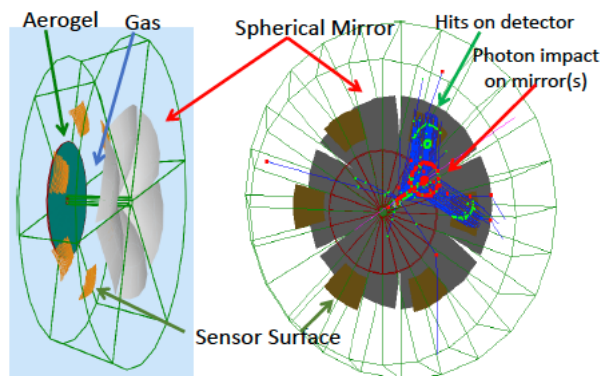 Aerogel
Gas
Spherical Mirror
Hits on detector
Photon impact
on mirror(s)
Sensor Surface